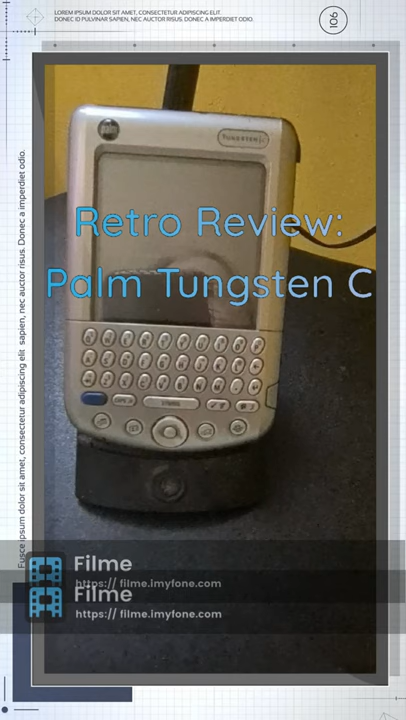 LOREM IPSUM DOLOR SIT AMET, CONSECTETUR ADIPISCING ELIT.
DONEC ID PULVINAR SAPIEN, NEC AUCTOR RISUS. DONEC A IMPERDIET ODIO.
106
Fusce ipsum dolor sit amet, consectetur adipiscing elit sapien, nec auctor risus. Donec a imperdiet odio.
palm
TUNGSTEN C
Retro Review:
Palm Tungsten C
Filme
https:// filme.imyfone.com
Filme
https:// filme.imyfone.com